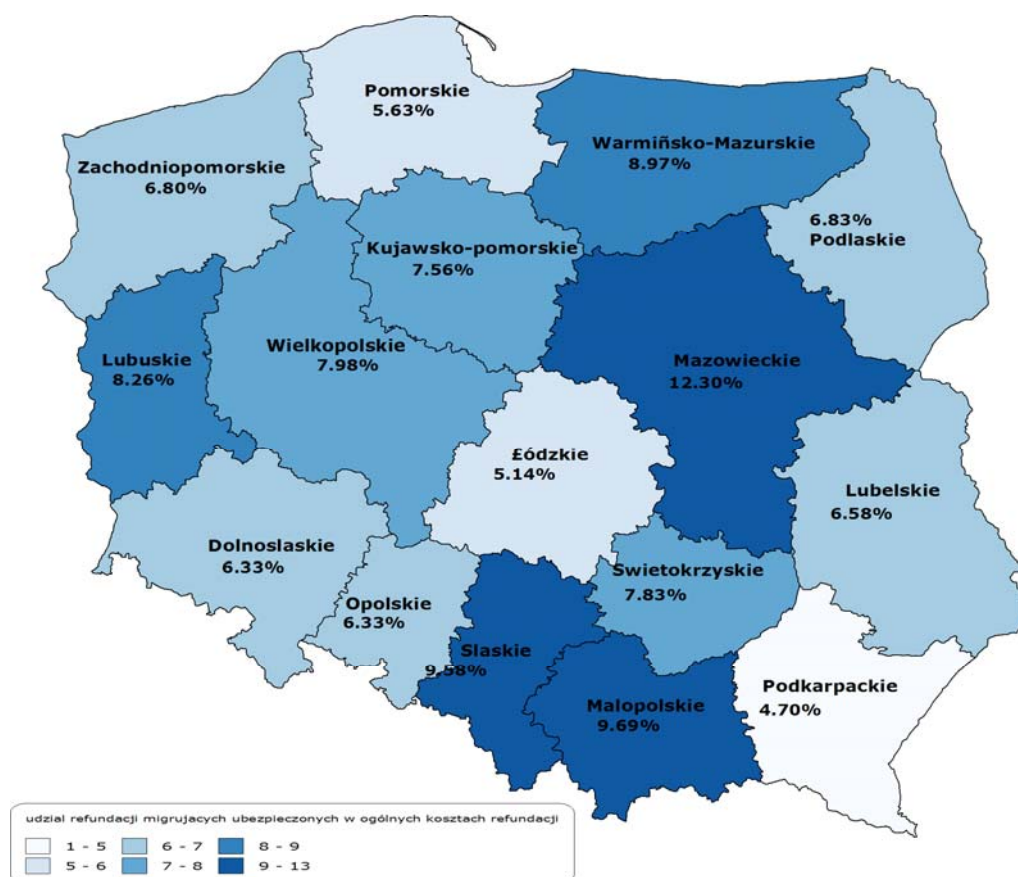 Pomorskie
5.63%
Warmiñsko-Mazurskie
8.97%
Zachodniopomorskie
6.80%
6.83%
Podlaskie
Kujawsko-pomorskie
7.56%
Wielkopolskie
7.98%
Mazowieckie
12.30%
Lubuskie
8.26%
£ódzkie
5.14%
Lubelskie
6.58%
Dolnoslaskie
6.33%
Swietokrzyskie
7.83%
Opolskie
6.33%
Slaskie
9.58%
Malopolskie
9.69%
Podkarpackie
4.70%
udzial refundacji migrujacych ubezpieczonych w ogólnych kosztach refundacji
1 - 5 6 - 7 8 - 9
5 - 6 7 - 8 9 - 13